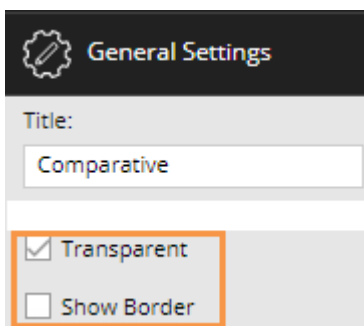 General Settings
Title:
Comparative
Transparent
Show Border